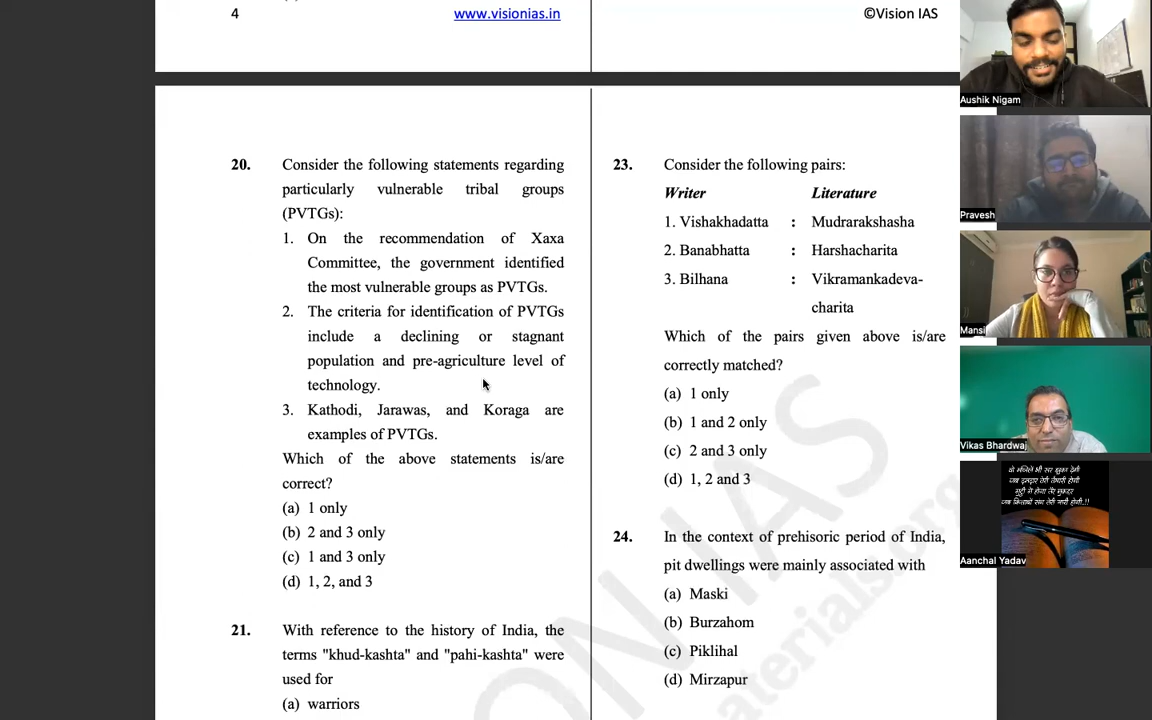 4
www.visionias.in
©Vision IAS
20. Consider the following statements regarding
particularly vulnerable tribal groups
(PVTGs):
1. On the recommendation of Xaxa
Committee, the government identified
the most vulnerable groups as PVTGs.
2. The criteria for identification of PVTGs
include a declining or stagnant
population and pre-agriculture level of
technology.
3. Kathodi, Jarawas, and Koraga are
examples of PVTGs.
Which of the above statements is/are
correct?
(a) 1 only
(b) 2 and 3 only
(c) 1 and 3 only
(d) 1, 2, and 3
21. With reference to the history of India, the
terms "khud-kashta" and "pahi-kashta" were
used for
(a) warriors
23. Consider the following pairs:
Writer Literature
1. Vishakhadatta : Mudrarakshasha
2. Banabhatta : Harshacharita
3. Bilhana : Vikramankadeva-
charita
Which of the pairs given above is/are
correctly matched?
(a) 1 only
(b) 1 and 2 only
(c) 2 and 3 only
(d) 1, 2 and 3
24. In the context of prehisoric period of India,
pit dwellings were mainly associated with
(a) Maski
(b) Burzahom
(c) Piklihal
(d) Mirzapur
Aushik Nigam
Pravesh
Mansi
Vikas Bhardwaj
Aanchal Yadav